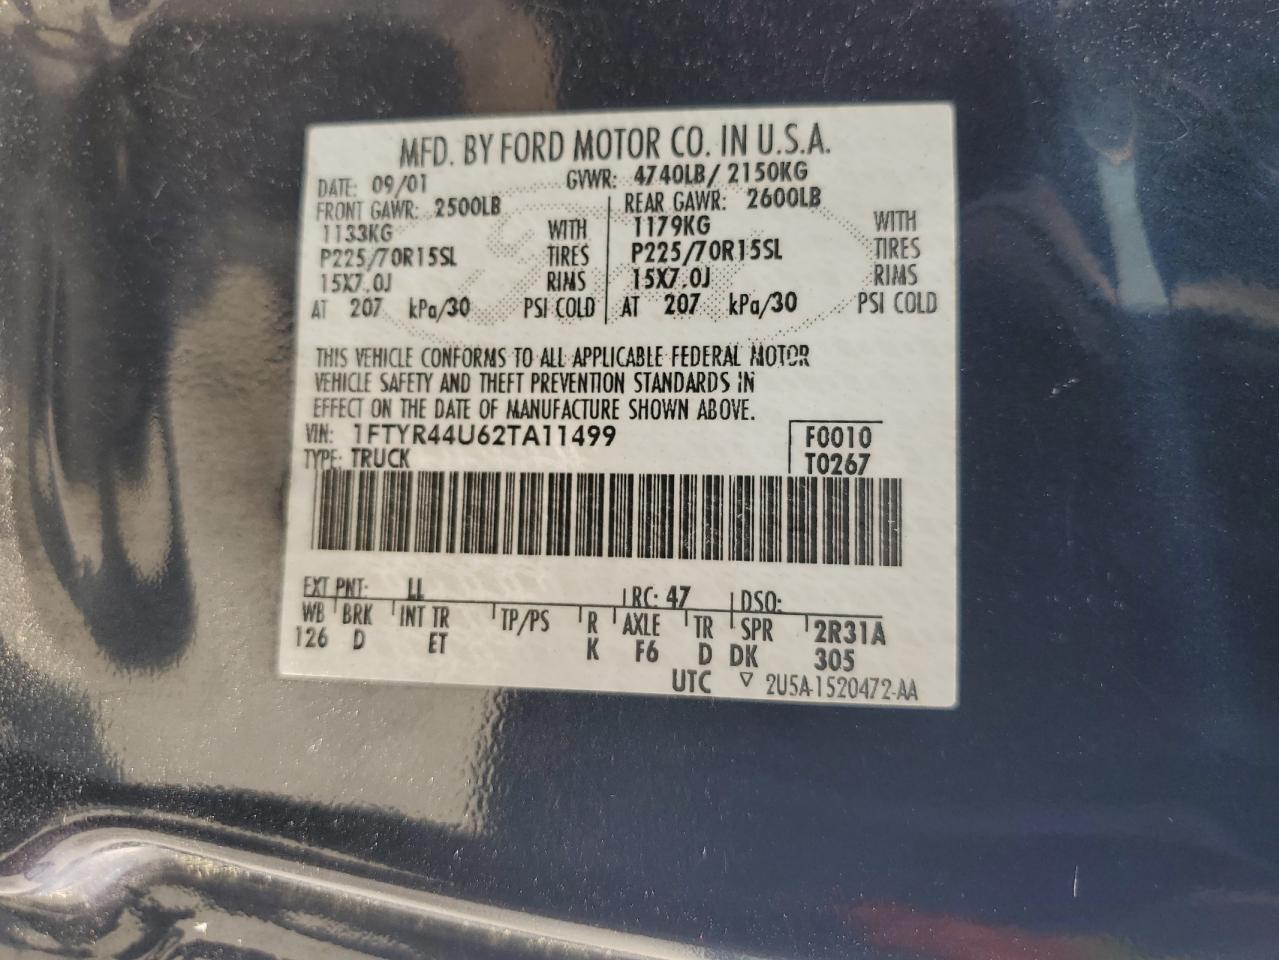 MFD. BY FORD MOTOR CO. IN U.S.A.
DATE: 09/01 GVWR: 4740LB/ 2150KG
FRONT GAWR: 2500LB REAR GAWR: 2600LB
1133KG WITH 1179KG WITH
P225/70R15SL TIRES P225/70R15SL TIRES
15X7.0J RIMS 15X7.0J RIMS
AT 207 kPa/30 PSI COLD AT 207 kPa/30 PSI COLD
THIS VEHICLE CONFORMS TO ALL APPLICABLE FEDERAL MOTOR
VEHICLE SAFETY AND THEFT PREVENTION STANDARDS IN
EFFECT ON THE DATE OF MANUFACTURE SHOWN ABOVE.
VIN: 1FTYR44U62TA11499 F0010
TYPE: TRUCK T0267
EXT PNT: LL RC: 47 DSO:
WB BRK INT TR TP/PS R AXLE TR SPR 2R31A
126 D ET K F6 D DK 305
UTC ▽ 2U5A-1520472-AA